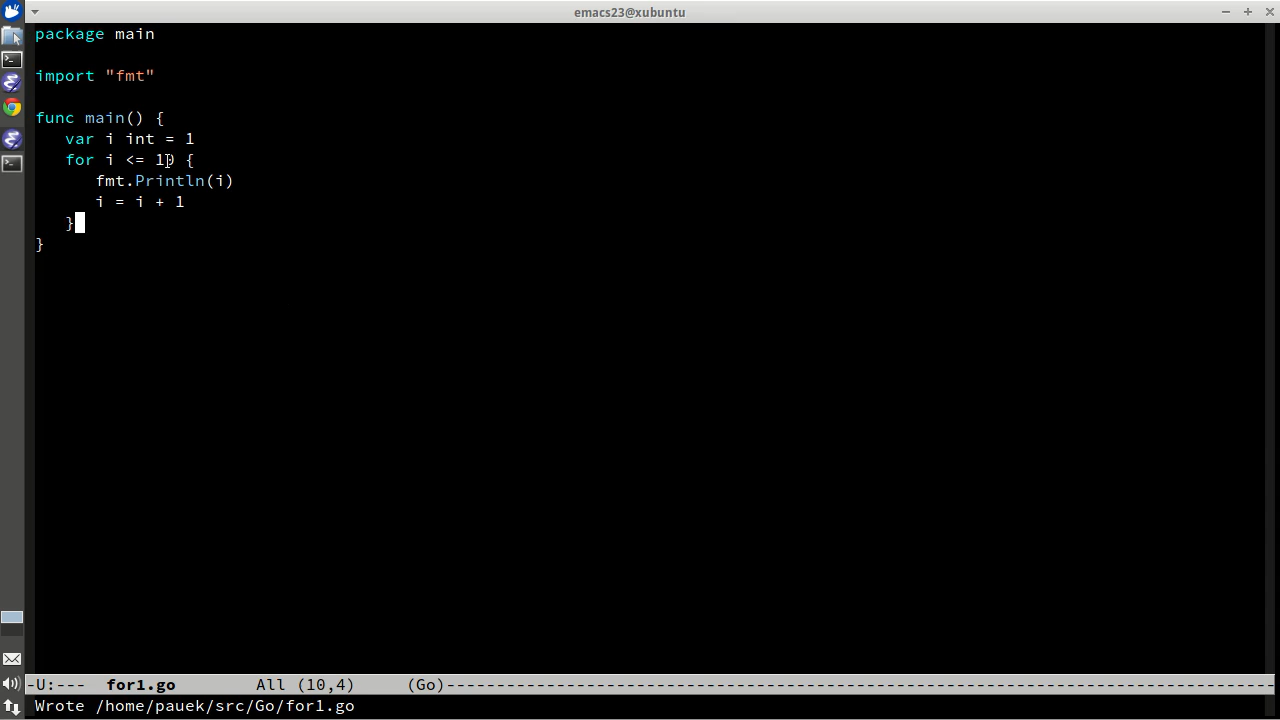 emacs23@xubuntu
package main
import "fmt"
func main() {
   var i int = 1
   for i <= 10 {
      fmt.Println(i)
      i = i + 1
   }
}
-U:---  for1.go        All (10,4)     (Go)-----------------------------------------------------------------------------------
Wrote /home/pauek/src/Go/for1.go